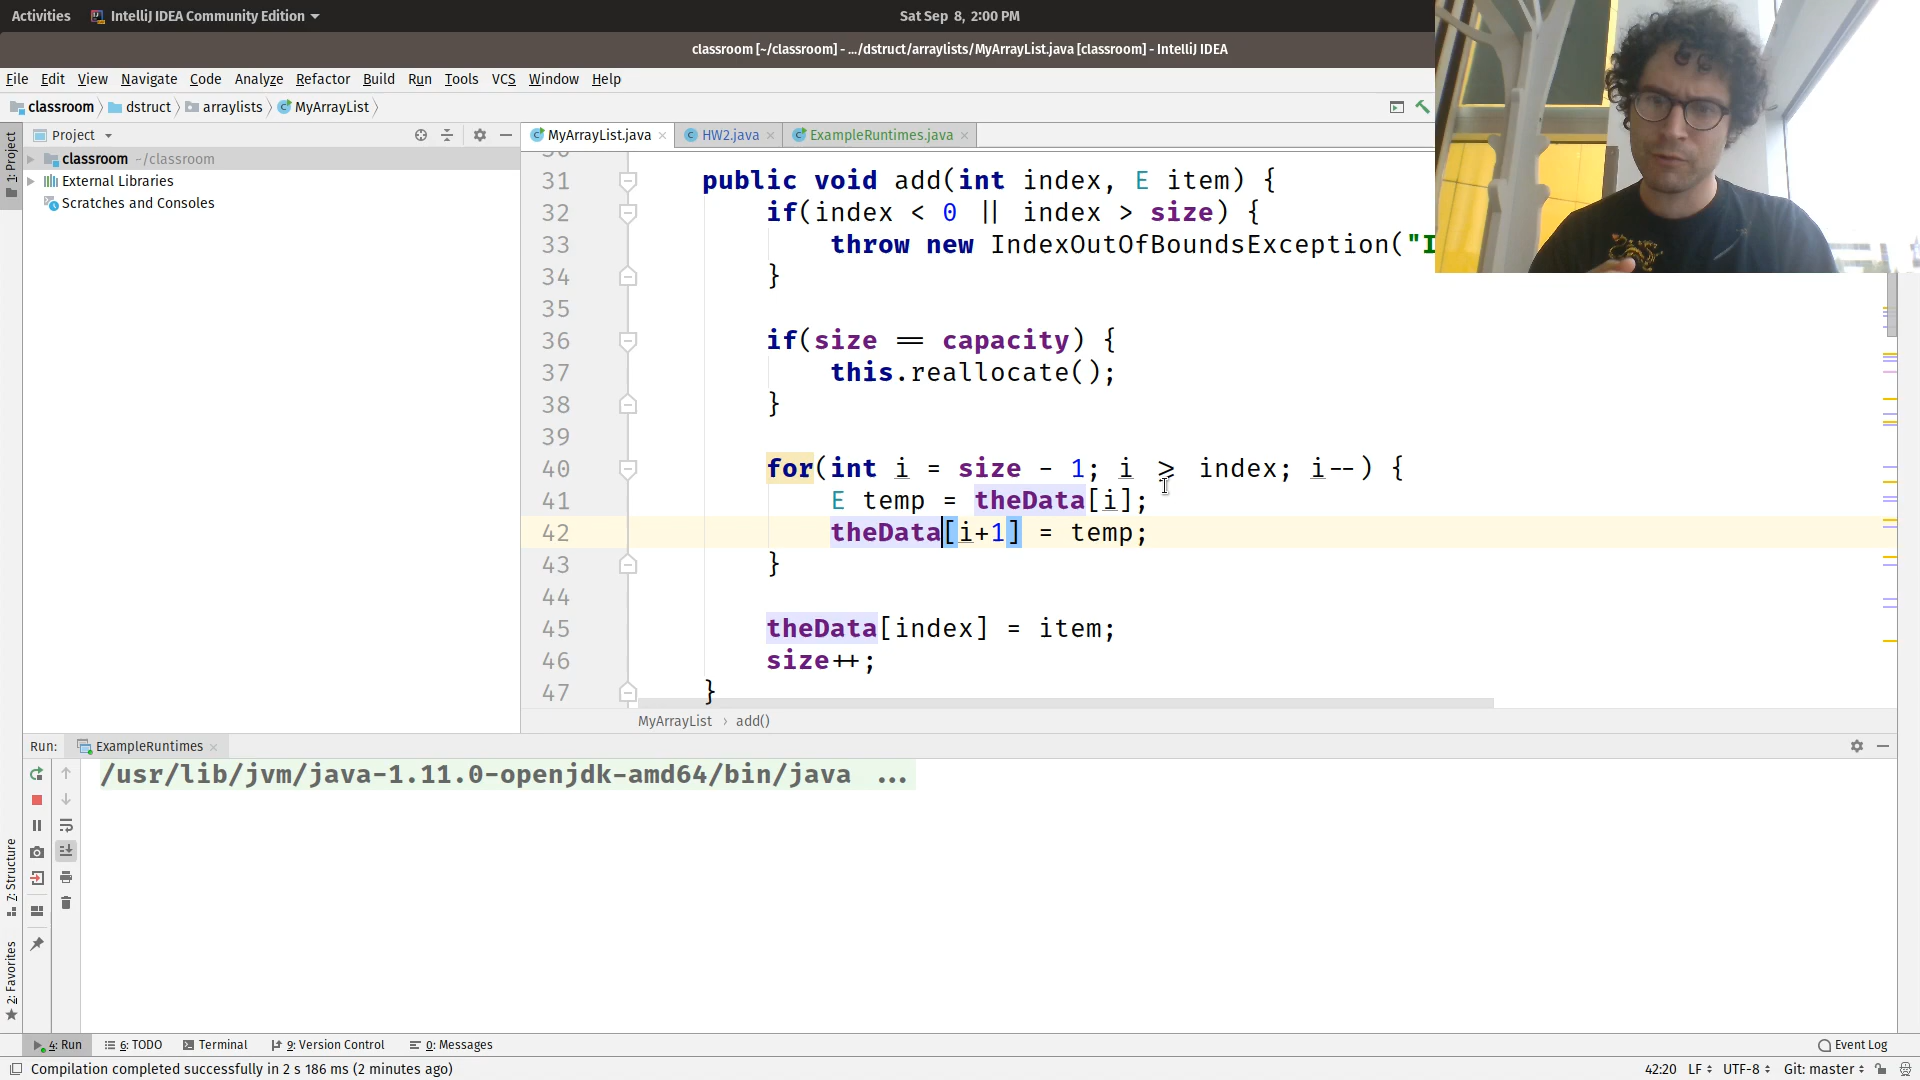 Activities
IntelliJ IDEA Community Edition
Sat Sep 8, 2:00 PM
classroom [~/classroom] - .../dstruct/arraylists/MyArrayList.java [classroom] - IntelliJ IDEA
File Edit View Navigate Code Analyze Refactor Build Run Tools VCS Window Help
classroom dstruct arraylists MyArrayList
1: Project
Project
MyArrayList.java HW2.java ExampleRuntimes.java
classroom ~/classroom
External Libraries
Scratches and Consoles
31 public void add(int index, E item) {
32 if(index < 0 || index > size) {
33 throw new IndexOutOfBoundsException("I
34 }
35
36 if(size == capacity) {
37 this.reallocate();
38 }
39
40 for(int i = size - 1; i >= index; i--) {
41 E temp = theData[i];
42 theData[i+1] = temp;
43 }
44
45 theData[index] = item;
46 size++;
47 }
MyArrayList › add()
Run: ExampleRuntimes
/usr/lib/jvm/java-1.11.0-openjdk-amd64/bin/java ...
7: Structure
2: Favorites
4: Run 6: TODO Terminal 9: Version Control 0: Messages Event Log
Compilation completed successfully in 2 s 186 ms (2 minutes ago) 42:20 LF UTF-8 Git: master